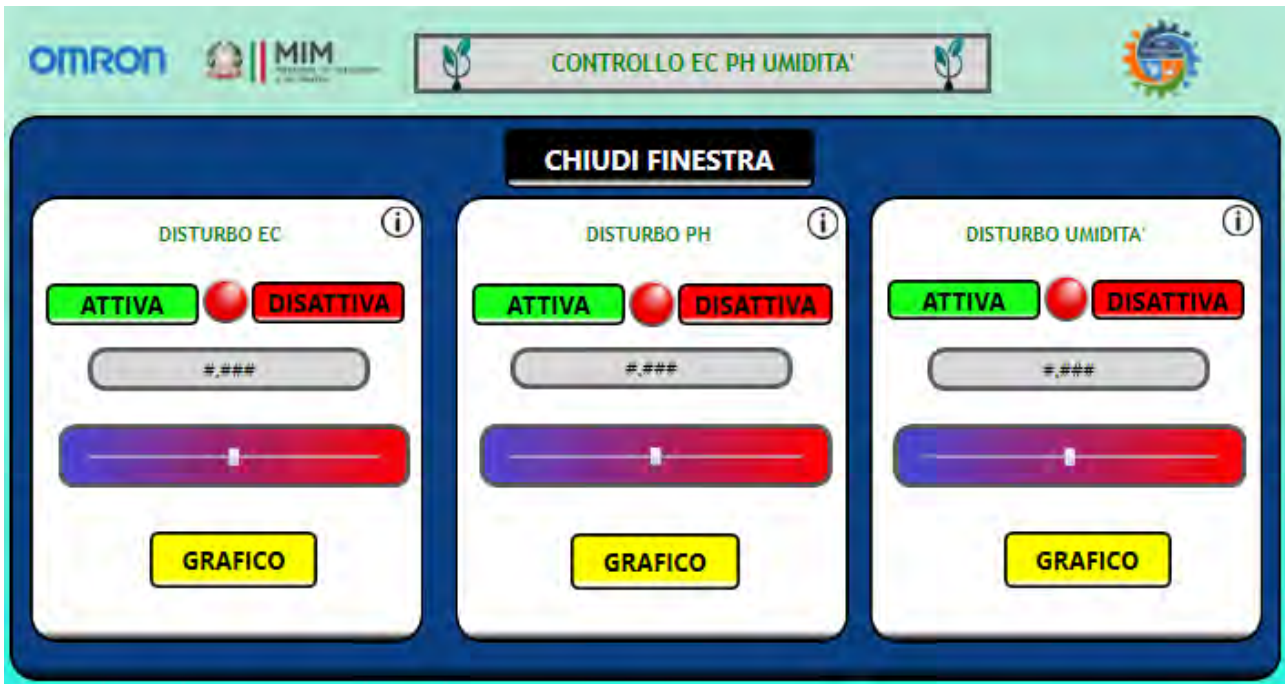 OMRON
MIM
CONTROLLO EC PH UMIDITA'
CHIUDI FINESTRA
DISTURBO EC
ATTIVA
DISATTIVA
#.###
GRAFICO
DISTURBO PH
ATTIVA
DISATTIVA
#.###
GRAFICO
DISTURBO UMIDITA'
ATTIVA
DISATTIVA
#.###
GRAFICO